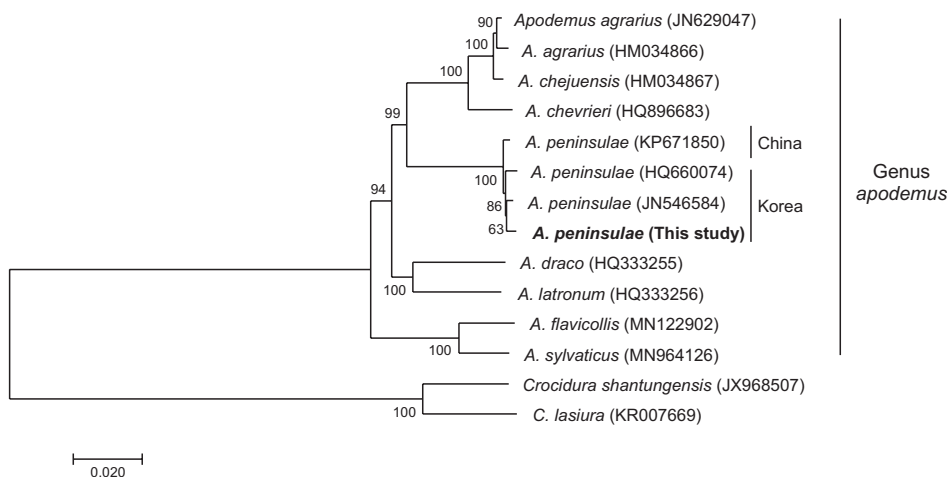 Apodemus agrarius (JN629047)
A. agrarius (HM034866)
A. chejuensis (HM034867)
A. chevrieri (HQ896683)
A. peninsulae (KP671850)
China
A. peninsulae (HQ660074)
A. peninsulae (JN546584)
Korea
A. peninsulae (This study)
A. draco (HQ333255)
A. latronum (HQ333256)
A. flavicollis (MN122902)
A. sylvaticus (MN964126)
Genus
apodemus
Crocidura shantungensis (JX968507)
C. lasiura (KR007669)
90
100
100
99
100
86
63
94
100
100
100
0.020